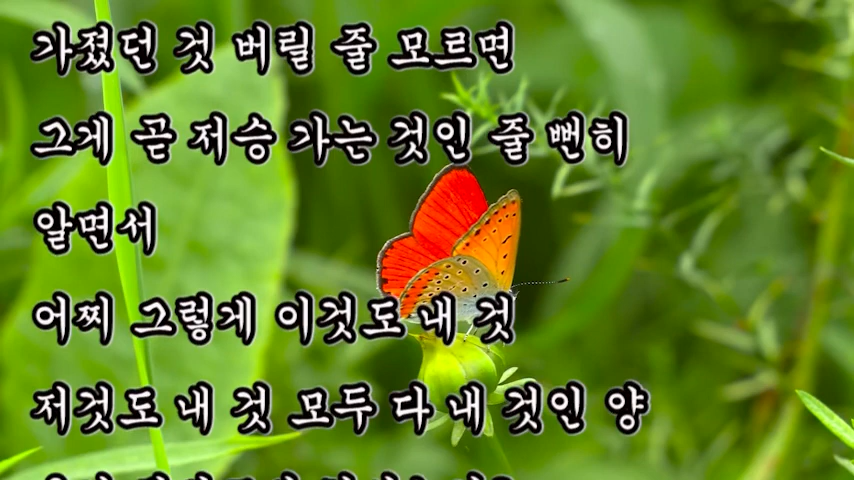 가졌던 것 버릴 줄 모르면
그게 곧 저승 가는 것인 줄 뻔히
알면서
어찌 그렇게 이것도 내 것
저것도 내 것 모두 다 내 것인 양